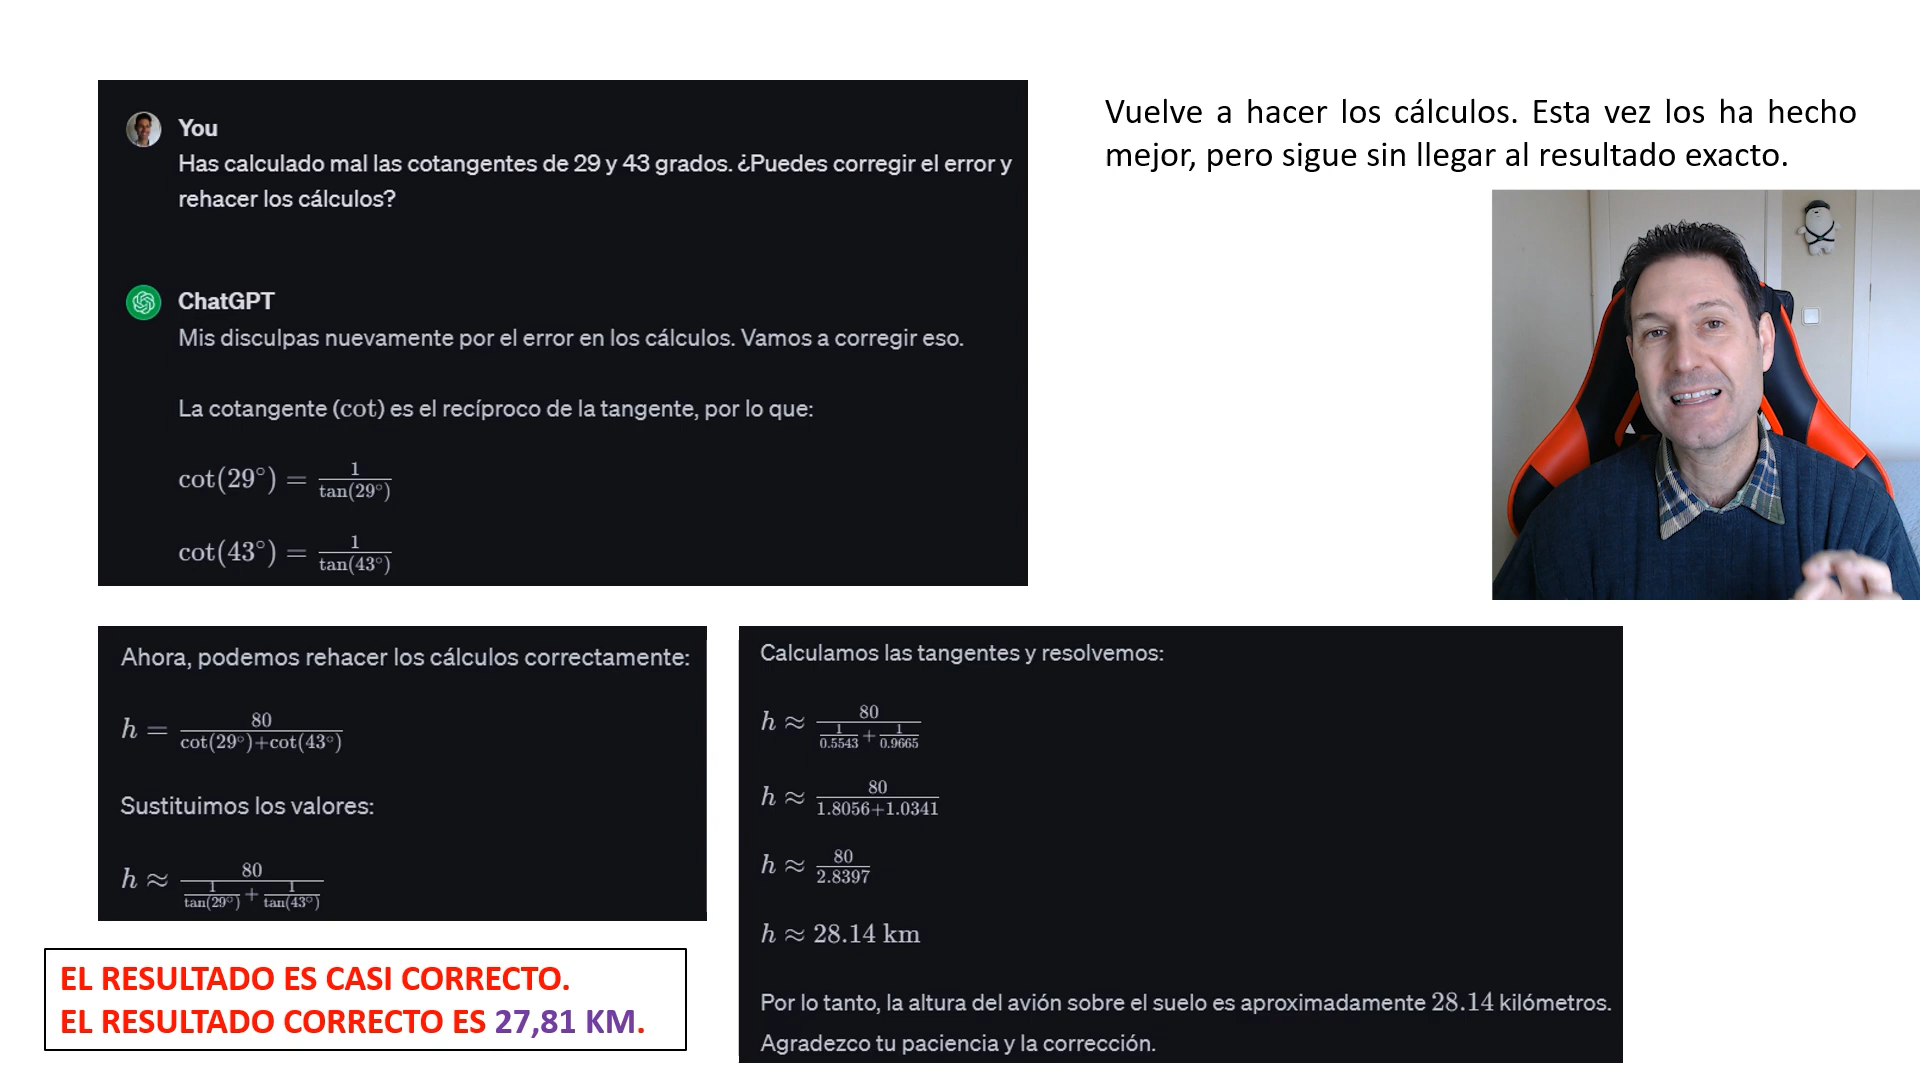 You
Has calculado mal las cotangentes de 29 y 43 grados. ¿Puedes corregir el error y
rehacer los cálculos?
ChatGPT
Mis disculpas nuevamente por el error en los cálculos. Vamos a corregir eso.
La cotangente (cot) es el recíproco de la tangente, por lo que:
cot(29°) = 1/tan(29°)
cot(43°) = 1/tan(43°)
Vuelve a hacer los cálculos. Esta vez los ha hecho
mejor, pero sigue sin llegar al resultado exacto.
Ahora, podemos rehacer los cálculos correctamente:
h = 80/(cot(29°)+cot(43°))
Sustituimos los valores:
h ≈ 80/(1/tan(29°) + 1/tan(43°))
Calculamos las tangentes y resolvemos:
h ≈ 80/(1/0.5543 + 1/0.9665)
h ≈ 80/(1.8056+1.0341)
h ≈ 80/2.8397
h ≈ 28.14 km
Por lo tanto, la altura del avión sobre el suelo es aproximadamente 28.14 kilómetros.
Agradezco tu paciencia y la corrección.
EL RESULTADO ES CASI CORRECTO.
EL RESULTADO CORRECTO ES 27,81 KM.